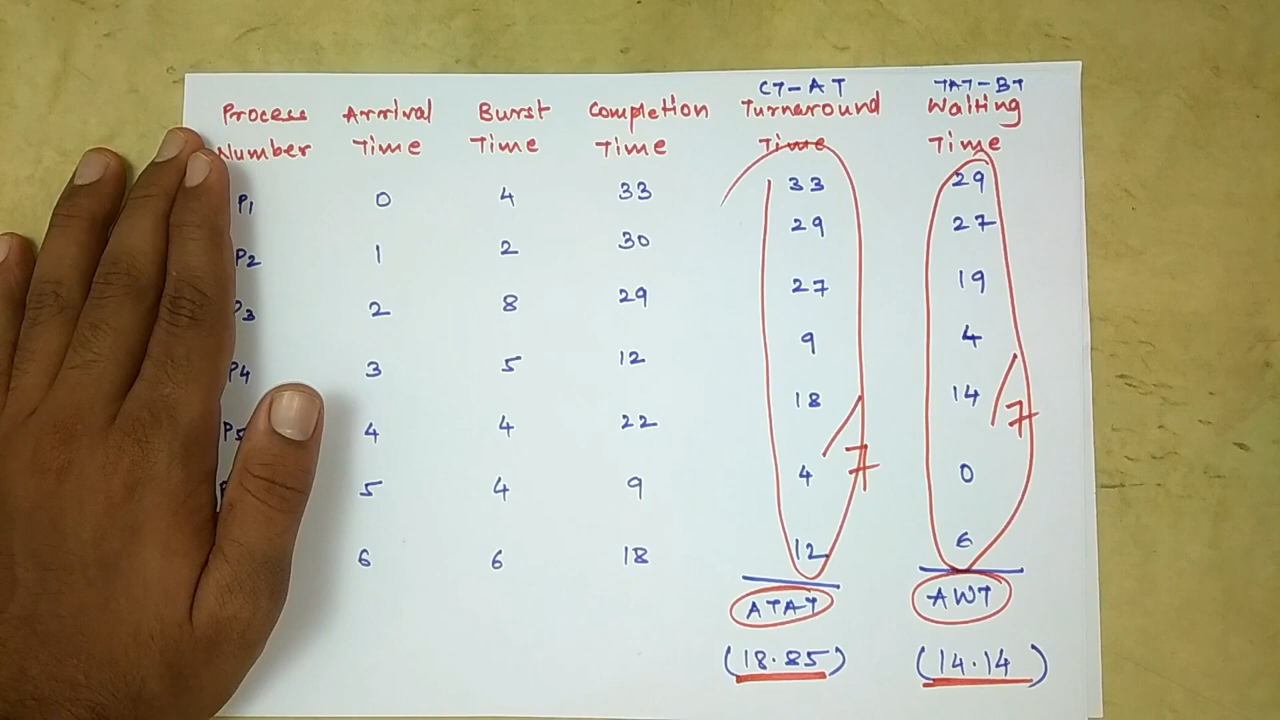 CT-AT TAT-BT
Process Arrival Burst Completion Turnaround Waiting
Number Time Time Time Time Time
P1 0 4 33 33 29
P2 1 2 30 29 27
P3 2 8 29 27 19
P4 3 5 12 9 4
P5 4 4 22 18 14
5 4 9 4 0
6 6 18 12 6
/7 /7
ATAT AWT
(18.85) (14.14)